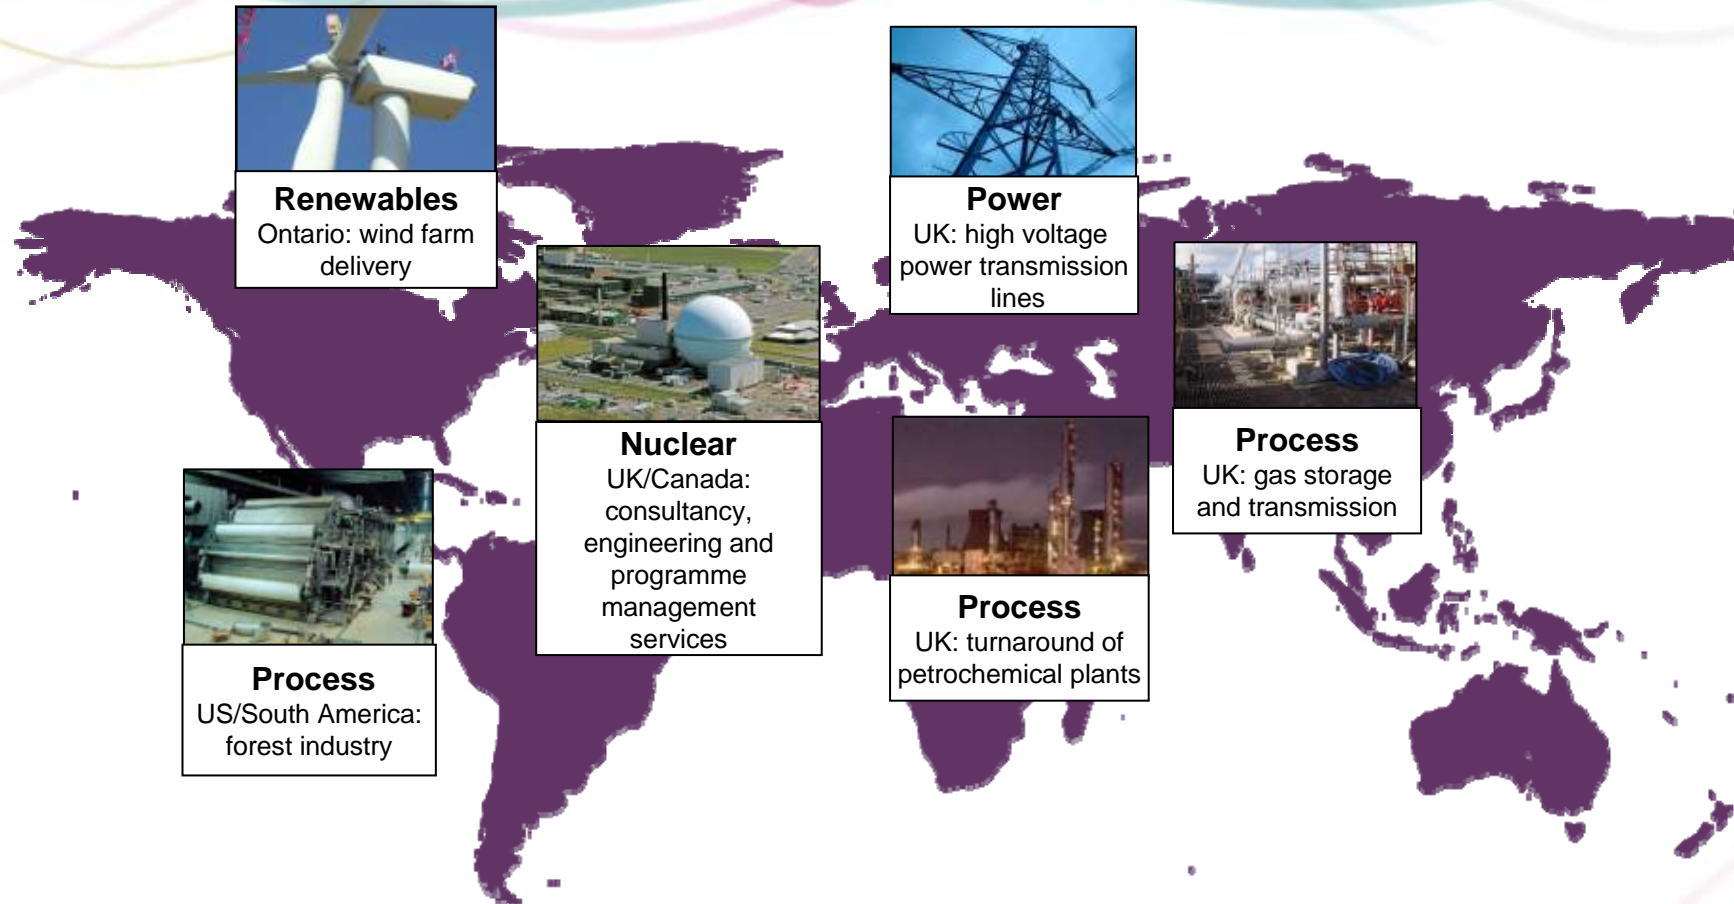 Renewables
Ontario: wind farm
delivery
Power
UK: high voltage
power transmission
lines
Nuclear
UK/Canada:
consultancy,
engineering and
programme
management
services
Process
UK: gas storage
and transmission
Process
UK: turnaround of
petrochemical plants
Process
US/South America:
forest industry